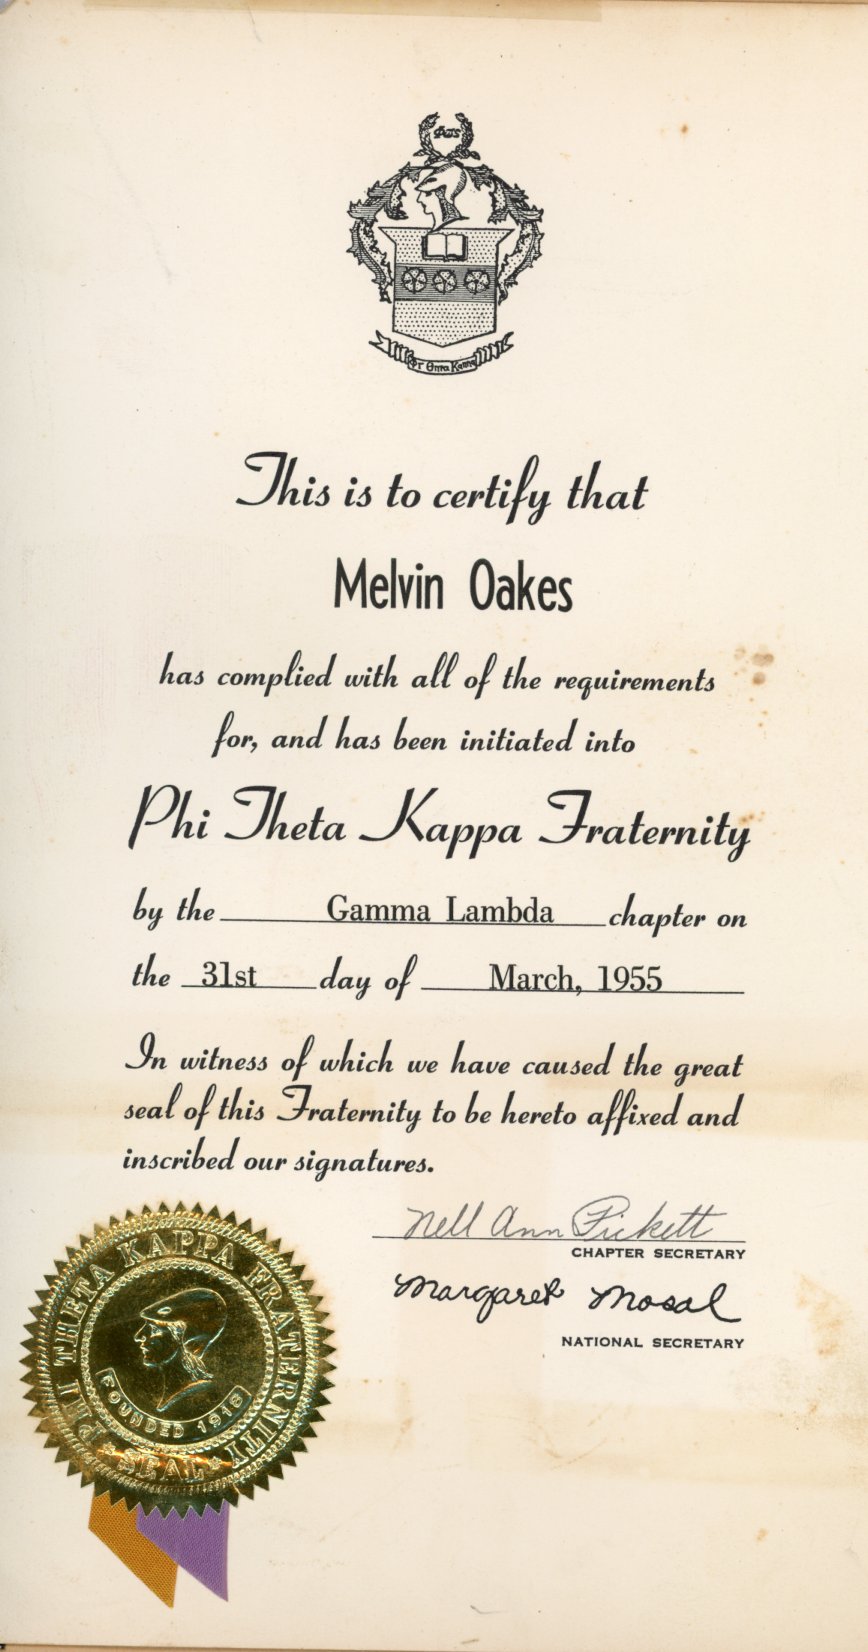 This is to certify that
Melvin Oakes
has complied with all of the requirements
for, and has been initiated into
Phi Theta Kappa Fraternity
by the Gamma Lambda chapter on
the 31st day of March, 1955
In witness of which we have caused the great
seal of this Fraternity to be hereto affixed and
inscribed our signatures.
Nell Ann Pickett
CHAPTER SECRETARY
Margaret Mosal
NATIONAL SECRETARY
PHI THETA KAPPA FRATERNITY
FOUNDED 1918
SEAL